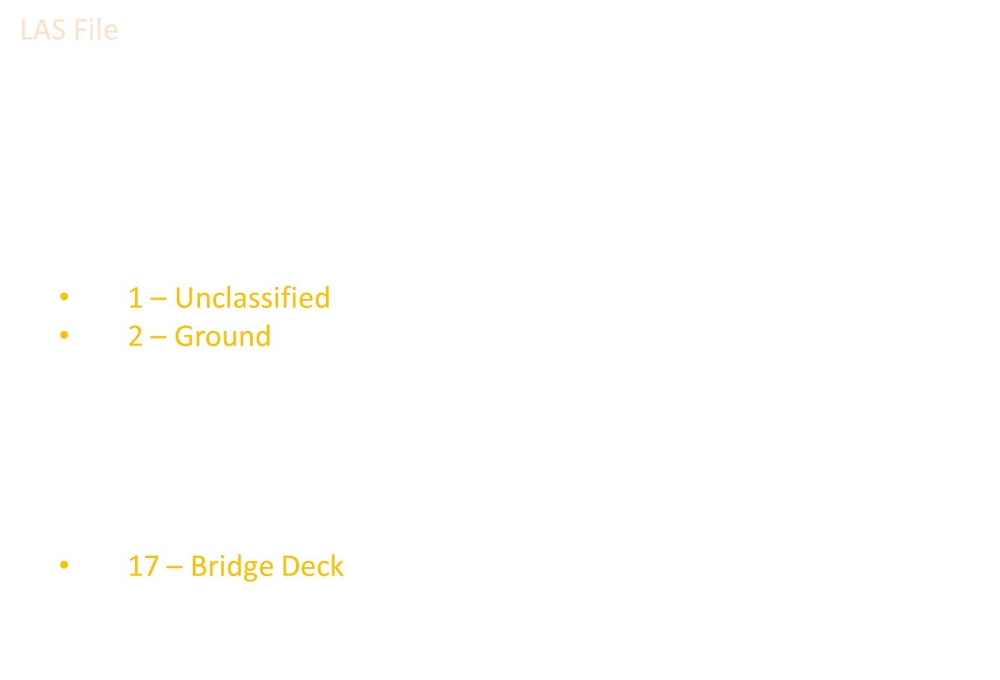 LAS File
• 1 – Unclassified
• 2 – Ground
• 17 – Bridge Deck